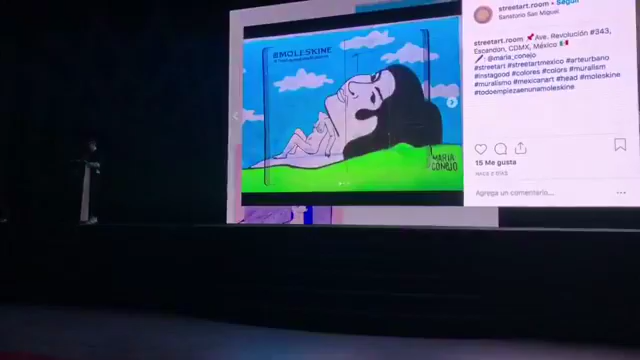 streetart.room • Seguir
Sanatorio San Miguel
streetart.room 📌Ave. Revolución #343,
Escandon, CDMX, México 🇲🇽
🖊: @maria_conejo
#streetart #streetartmexico #arteurbano
#instagood #colores #colors #muralism
#muralismo #mexicanart #head #moleskine
#todoempiezaenunamoleskine
15 Me gusta
Agrega un comentario...
#MOLESKINE
MARIA
CONEJO